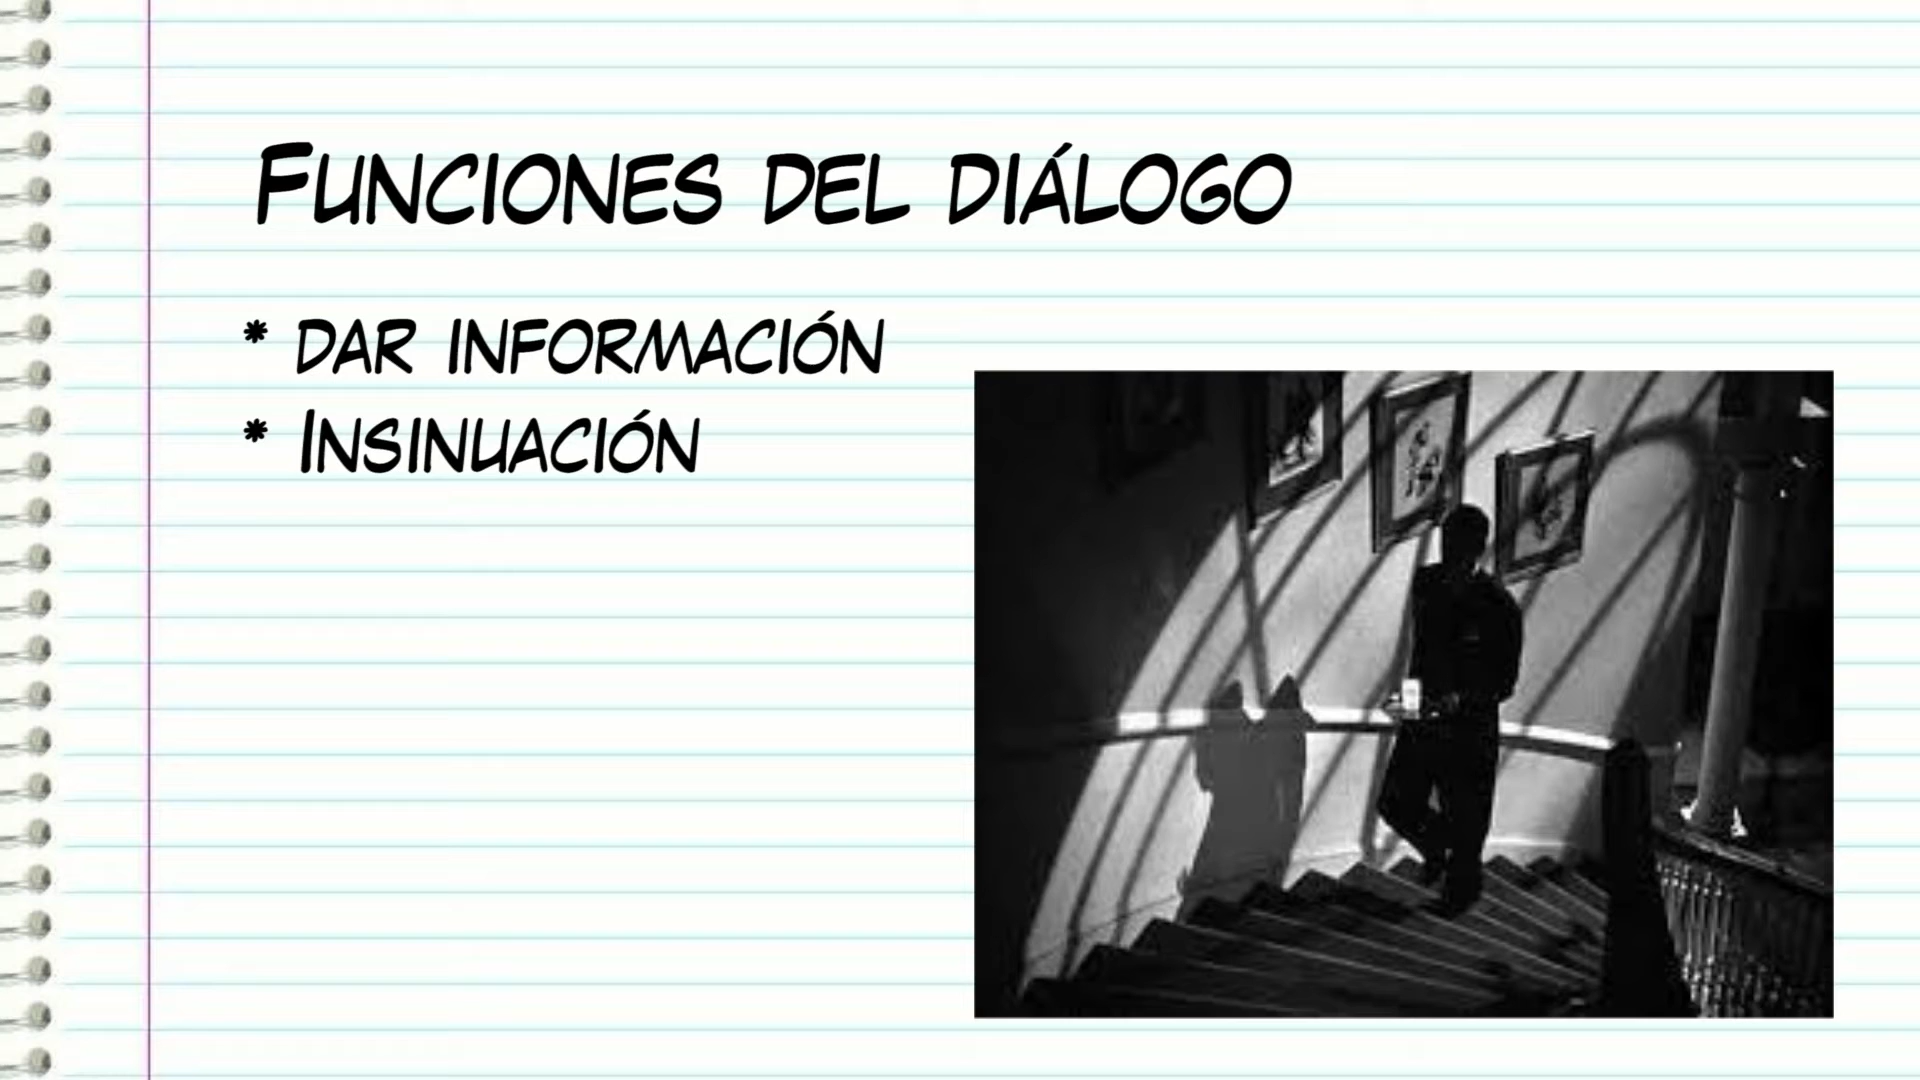 Funciones del diálogo
* dar información
* Insinuación